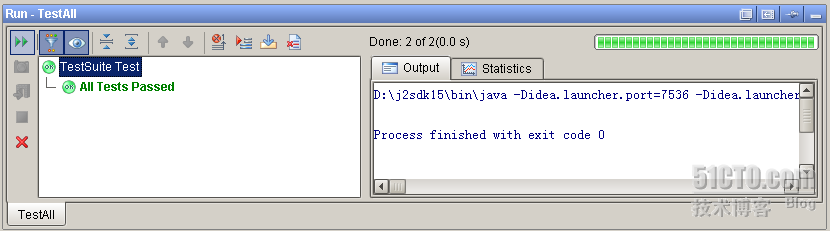 Run - TestAll
Done: 2 of 2(0.0 s)
TestSuite Test
All Tests Passed
Output
Statistics
D:\j2sdk15\bin\java -Didea.launcher.port=7536 -Didea.launcher
Process finished with exit code 0
TestAll
51CTO.com
技术博客 Blog